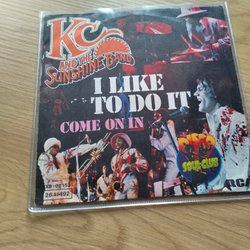 KC
AND THE
SUNSHINE BAND
I LIKE
TO DO IT
COME ON IN
SOUL-CLUB
RCA